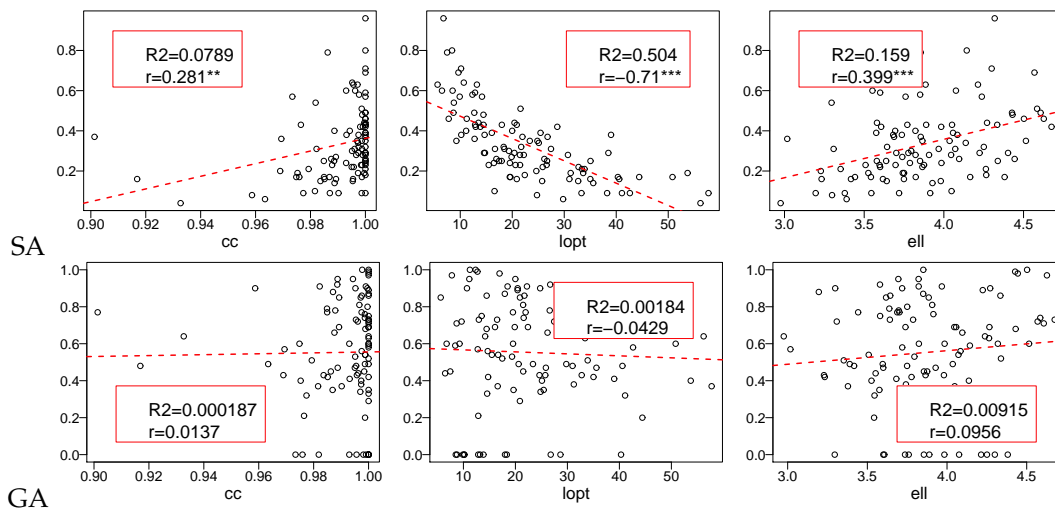 0.8
0.6
0.4
0.2
R2=0.0789
r=0.281**
0.90 0.92 0.94 0.96 0.98 1.00
cc
0.8
0.6
0.4
0.2
R2=0.504
r=−0.71***
10 20 30 40 50
lopt
0.8
0.6
0.4
0.2
R2=0.159
r=0.399***
3.0 3.5 4.0 4.5
ell
SA
1.0
0.8
0.6
0.4
0.2
0.0
R2=0.000187
r=0.0137
0.90 0.92 0.94 0.96 0.98 1.00
cc
1.0
0.8
0.6
0.4
0.2
0.0
R2=0.00184
r=−0.0429
10 20 30 40 50
lopt
1.0
0.8
0.6
0.4
0.2
0.0
R2=0.00915
r=0.0956
3.0 3.5 4.0 4.5
ell
GA